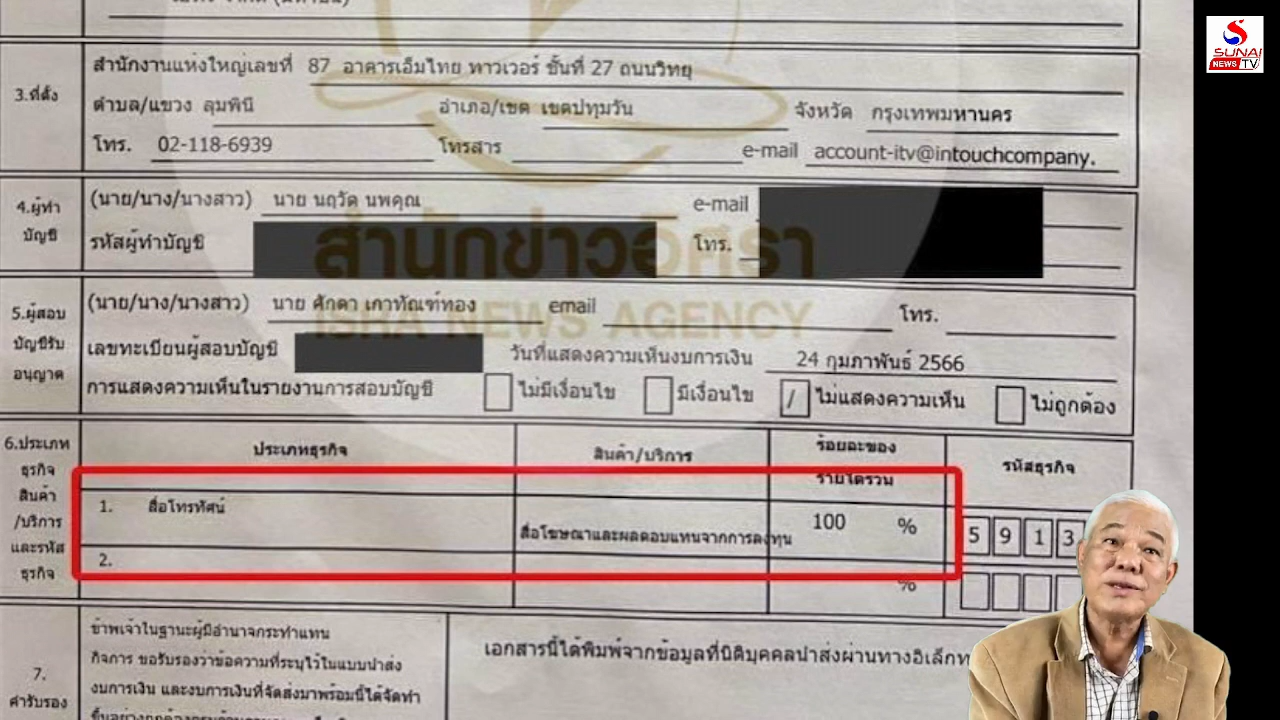 SUNAI
NEWS TV
3.ที่ตั้ง
สำนักงานแห่งใหญ่เลขที่ 87 อาคารเอ็มไทย ทาวเวอร์ ชั้นที่ 27 ถนนวิทยุ
ตำบล/แขวง ลุมพินี อำเภอ/เขต เขตปทุมวัน จังหวัด กรุงเทพมหานคร
โทร. 02-118-6939 โทรสาร e-mail account-itv@intouchcompany.
4.ผู้ทำ
บัญชี
(นาย/นาง/นางสาว) นาย นฤวัด นพคุณ e-mail
รหัสผู้ทำบัญชี โทร.
สำนักข่าวอิศรา
ISRA NEWS AGENCY
5.ผู้สอบ
บัญชีรับ
อนุญาต
(นาย/นาง/นางสาว) นาย ศักดา เกาทัณฑ์ทอง email โทร.
เลขทะเบียนผู้สอบบัญชี วันที่แสดงความเห็นงบการเงิน 24 กุมภาพันธ์ 2566
การแสดงความเห็นในรายงานการสอบบัญชี ไม่มีเงื่อนไข มีเงื่อนไข / ไม่แสดงความเห็น ไม่ถูกต้อง
6.ประเภท
ธุรกิจ
สินค้า
/บริการ
และรหัส
ธุรกิจ
ประเภทธุรกิจ สินค้า/บริการ ร้อยละของ
รายได้รวม รหัสธุรกิจ
1. สื่อโทรทัศน์ สื่อโฆษณาและผลตอบแทนจากการลงทุน 100 % 5 9 1 3
2. %
7.
คำรับรอง
ข้าพเจ้าในฐานะผู้มีอำนาจกระทำแทน
กิจการ ขอรับรองว่าข้อความที่ระบุไว้ในแบบนำส่ง
งบการเงิน และงบการเงินที่จัดส่งมาพร้อมนี้ได้จัดทำ
เอกสารนี้ได้พิมพ์จากข้อมูลที่นิติบุคคลนำส่งผ่านทางอิเล็กท